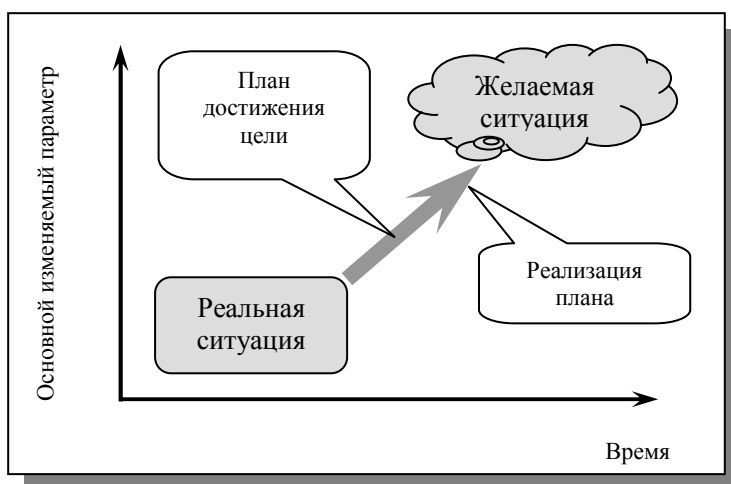 Основной изменяемый параметр
План
достижения
цели
Желаемая
ситуация
Реализация
плана
Реальная
ситуация
Время